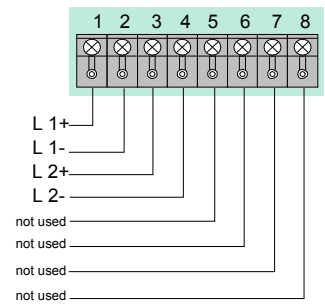 1 2 3 4 5 6 7 8
L 1+
L 1-
L 2+
L 2-
not used
not used
not used
not used